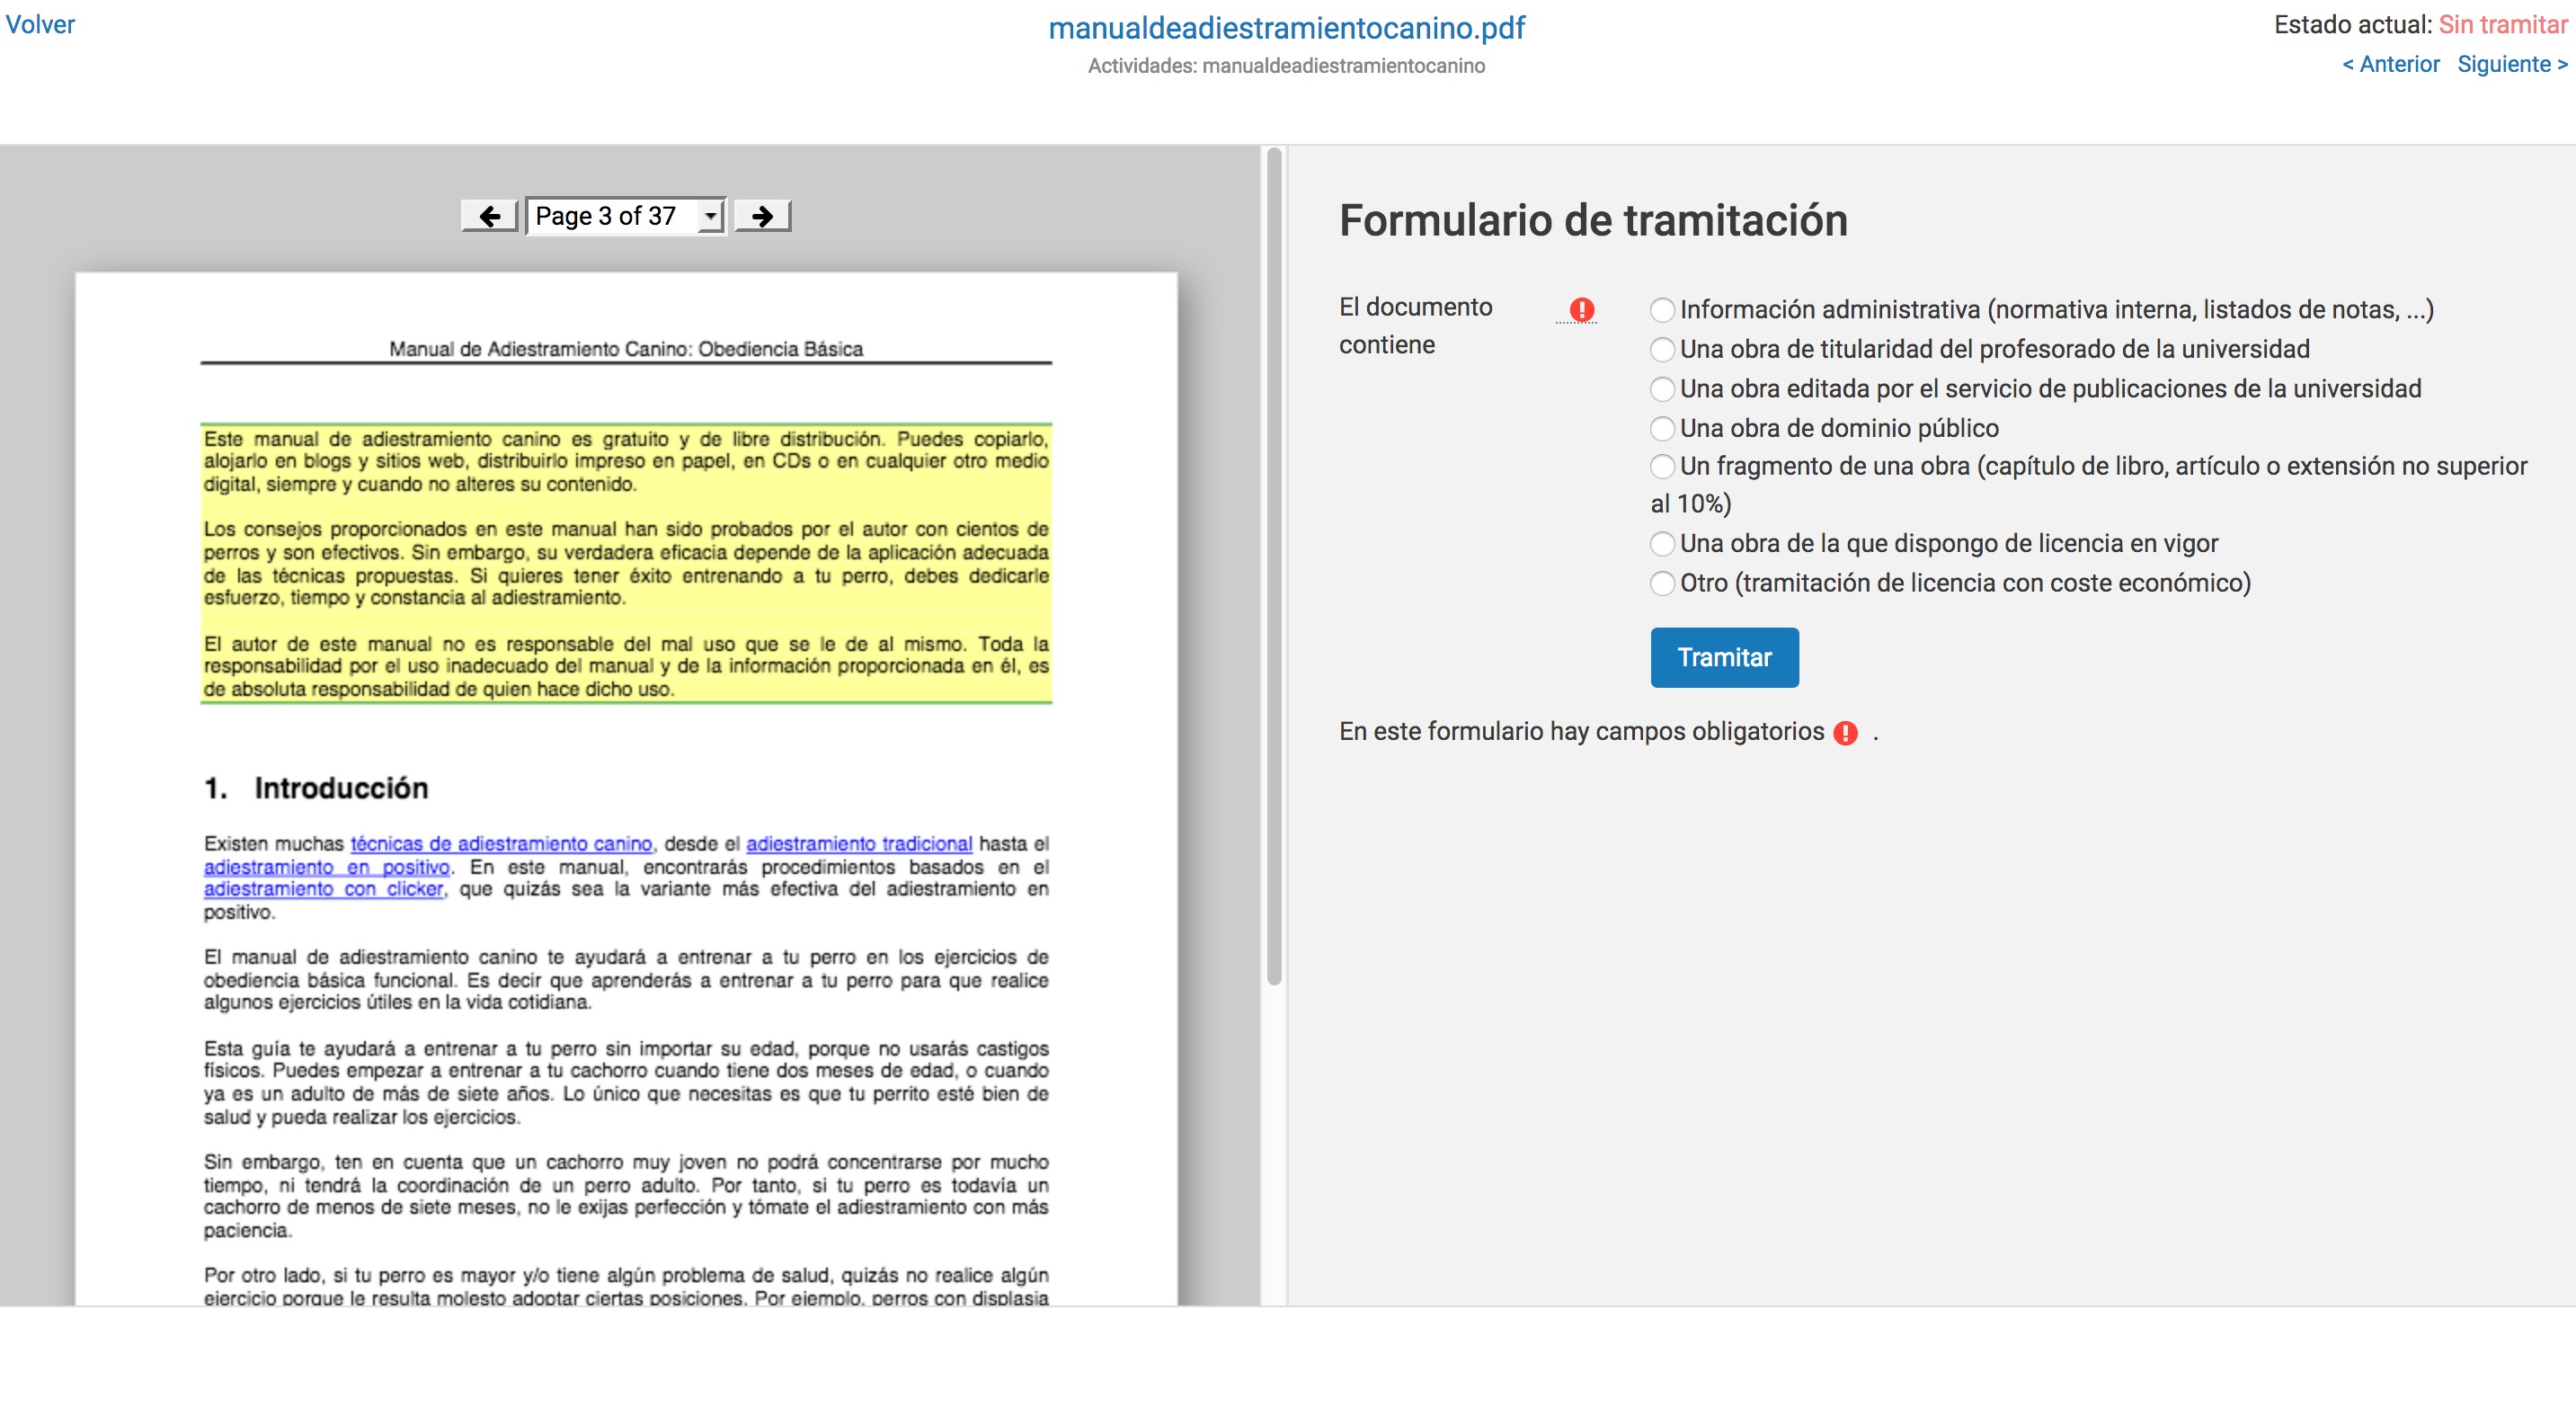 Volver
manualdeadiestramientocanino.pdf
Actividades: manualdeadiestramientocanino
Estado actual: Sin tramitar
< Anterior Siguiente >
Page 3 of 37
Manual de Adiestramiento Canino: Obediencia Básica
Este manual de adiestramiento canino es gratuito y de libre distribución. Puedes copiarlo,
alojarlo en blogs y sitios web, distribuirlo impreso en papel, en CDs o en cualquier otro medio
digital, siempre y cuando no alteres su contenido.
Los consejos proporcionados en este manual han sido probados por el autor con cientos de
perros y son efectivos. Sin embargo, su verdadera eficacia depende de la aplicación adecuada
de las técnicas propuestas. Si quieres tener éxito entrenando a tu perro, debes dedicarle
esfuerzo, tiempo y constancia al adiestramiento.
El autor de este manual no es responsable del mal uso que se le de al mismo. Toda la
responsabilidad por el uso inadecuado del manual y de la información proporcionada en él, es
de absoluta responsabilidad de quien hace dicho uso.
1. Introducción
Existen muchas técnicas de adiestramiento canino, desde el adiestramiento tradicional hasta el
adiestramiento en positivo. En este manual, encontrarás procedimientos basados en el
adiestramiento con clicker, que quizás sea la variante más efectiva del adiestramiento en
positivo.
El manual de adiestramiento canino te ayudará a entrenar a tu perro en los ejercicios de
obediencia básica funcional. Es decir que aprenderás a entrenar a tu perro para que realice
algunos ejercicios útiles en la vida cotidiana.
Esta guía te ayudará a entrenar a tu perro sin importar su edad, porque no usarás castigos
físicos. Puedes empezar a entrenar a tu cachorro cuando tiene dos meses de edad, o cuando
ya es un adulto de más de siete años. Lo único que necesitas es que tu perrito esté bien de
salud y pueda realizar los ejercicios.
Sin embargo, ten en cuenta que un cachorro muy joven no podrá concentrarse por mucho
tiempo, ni tendrá la coordinación de un perro adulto. Por tanto, si tu perro es todavía un
cachorro de menos de siete meses, no le exijas perfección y tómate el adiestramiento con más
paciencia.
Por otro lado, si tu perro es mayor y/o tiene algún problema de salud, quizás no realice algún
ejercicio porque le resulta molesto adoptar ciertas posiciones. Por ejemplo, perros con displasia
Formulario de tramitación
El documento
contiene
Información administrativa (normativa interna, listados de notas, ...)
Una obra de titularidad del profesorado de la universidad
Una obra editada por el servicio de publicaciones de la universidad
Una obra de dominio público
Un fragmento de una obra (capítulo de libro, artículo o extensión no superior
al 10%)
Una obra de la que dispongo de licencia en vigor
Otro (tramitación de licencia con coste económico)
Tramitar
En este formulario hay campos obligatorios .